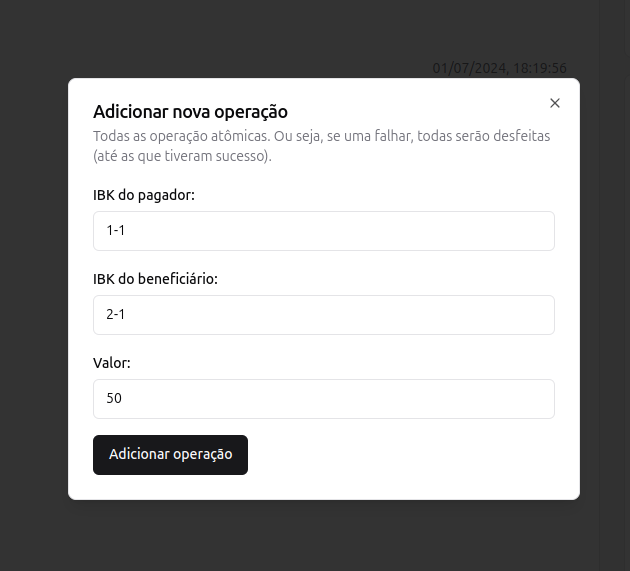 01/07/2024, 18:19:56
Adicionar nova operação
Todas as operação atômicas. Ou seja, se uma falhar, todas serão desfeitas
(até as que tiveram sucesso).
IBK do pagador:
1-1
IBK do beneficiário:
2-1
Valor:
50
Adicionar operação